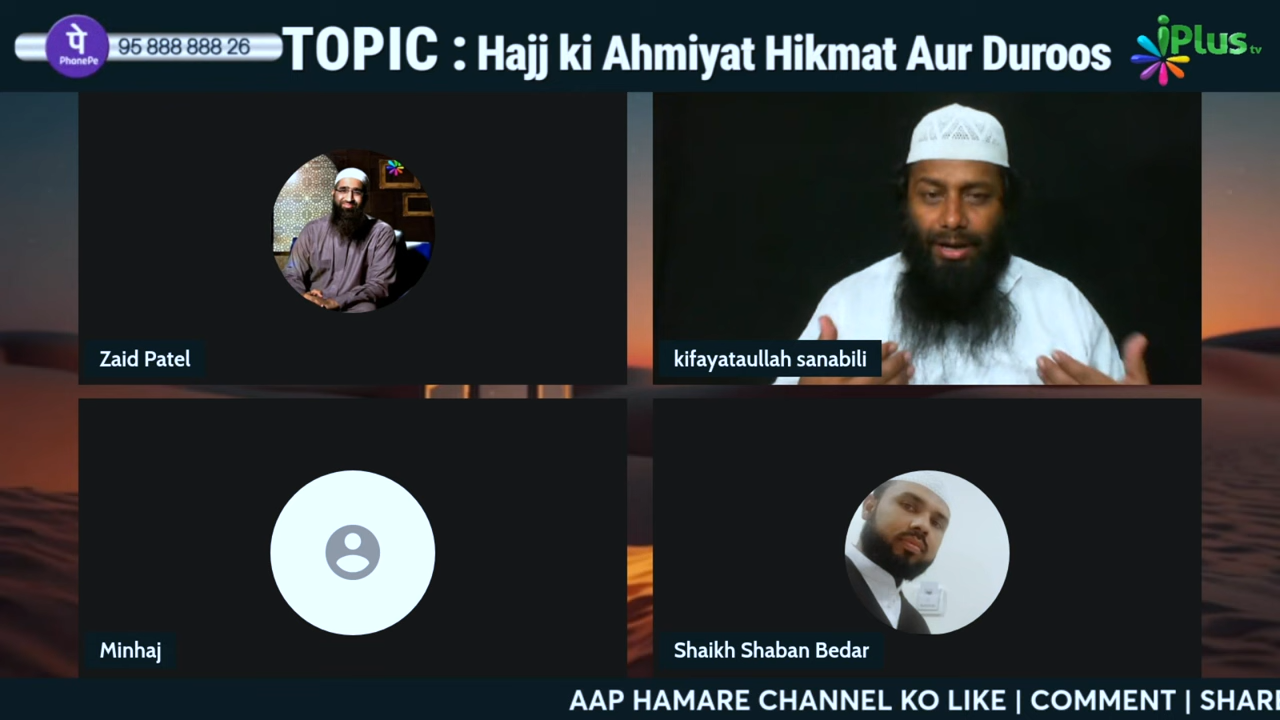 पे
PhonePe
95 888 888 26
TOPIC : Hajj ki Ahmiyat Hikmat Aur Duroos
iPlus tv
Zaid Patel
kifayataullah sanabili
Minhaj
Shaikh Shaban Bedar
AAP HAMARE CHANNEL KO LIKE | COMMENT | SHARE